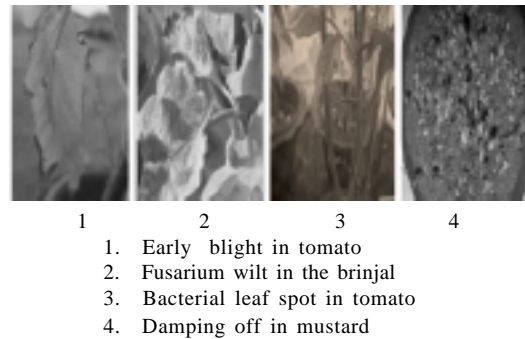 1 2 3 4
1. Early blight in tomato
2. Fusarium wilt in the brinjal
3. Bacterial leaf spot in tomato
4. Damping off in mustard